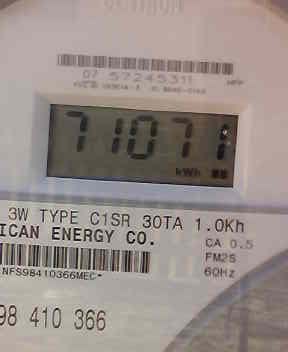 07 57245311
71071
kWh
3W TYPE C1SR 30TA 1.0Kh
ICAN ENERGY CO.
CA 0.5
FM2S
60Hz
NFS98410366MEC-
98 410 366